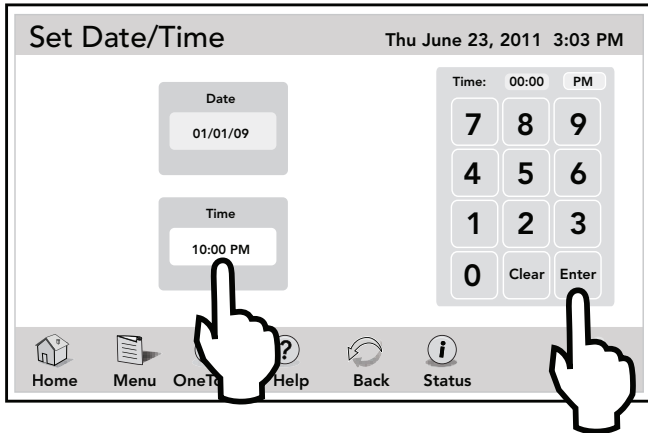 Set Date/Time
Thu June 23, 2011 3:03 PM
Date
01/01/09
Time
10:00 PM
Time: 00:00 PM
7 8 9
4 5 6
1 2 3
0 Clear Enter
Home Menu Help Back Status